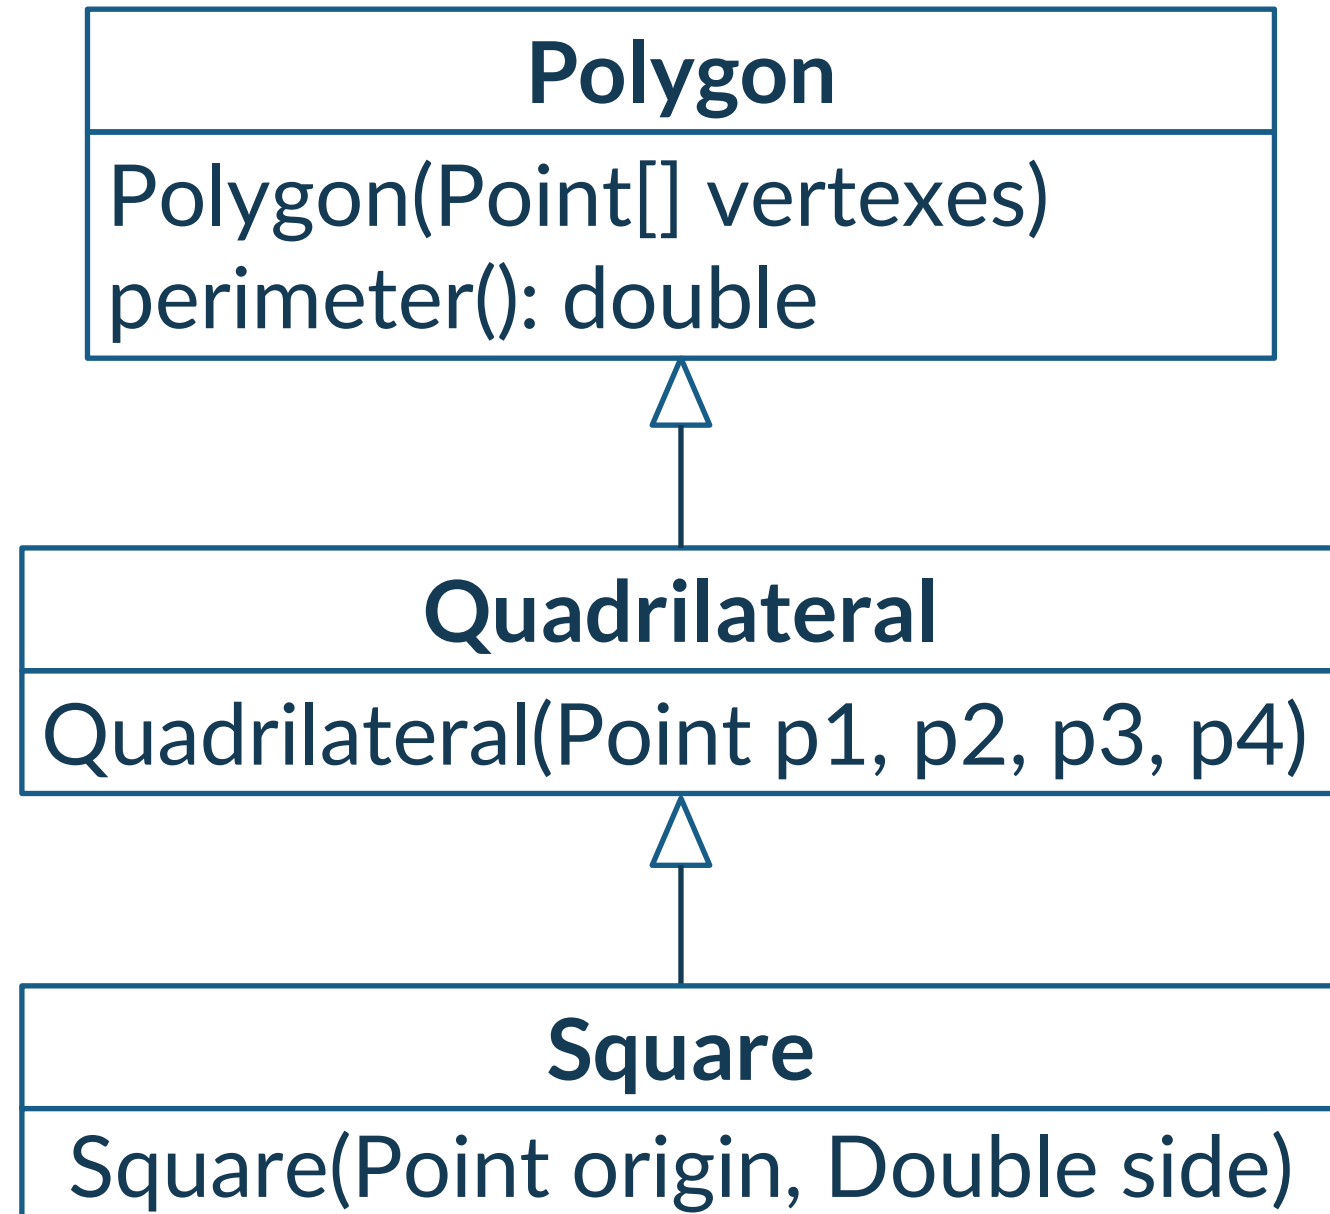 Polygon
Polygon(Point[] vertexes)
perimeter(): double
Quadrilateral
Quadrilateral(Point p1, p2, p3, p4)
Square
Square(Point origin, Double side)